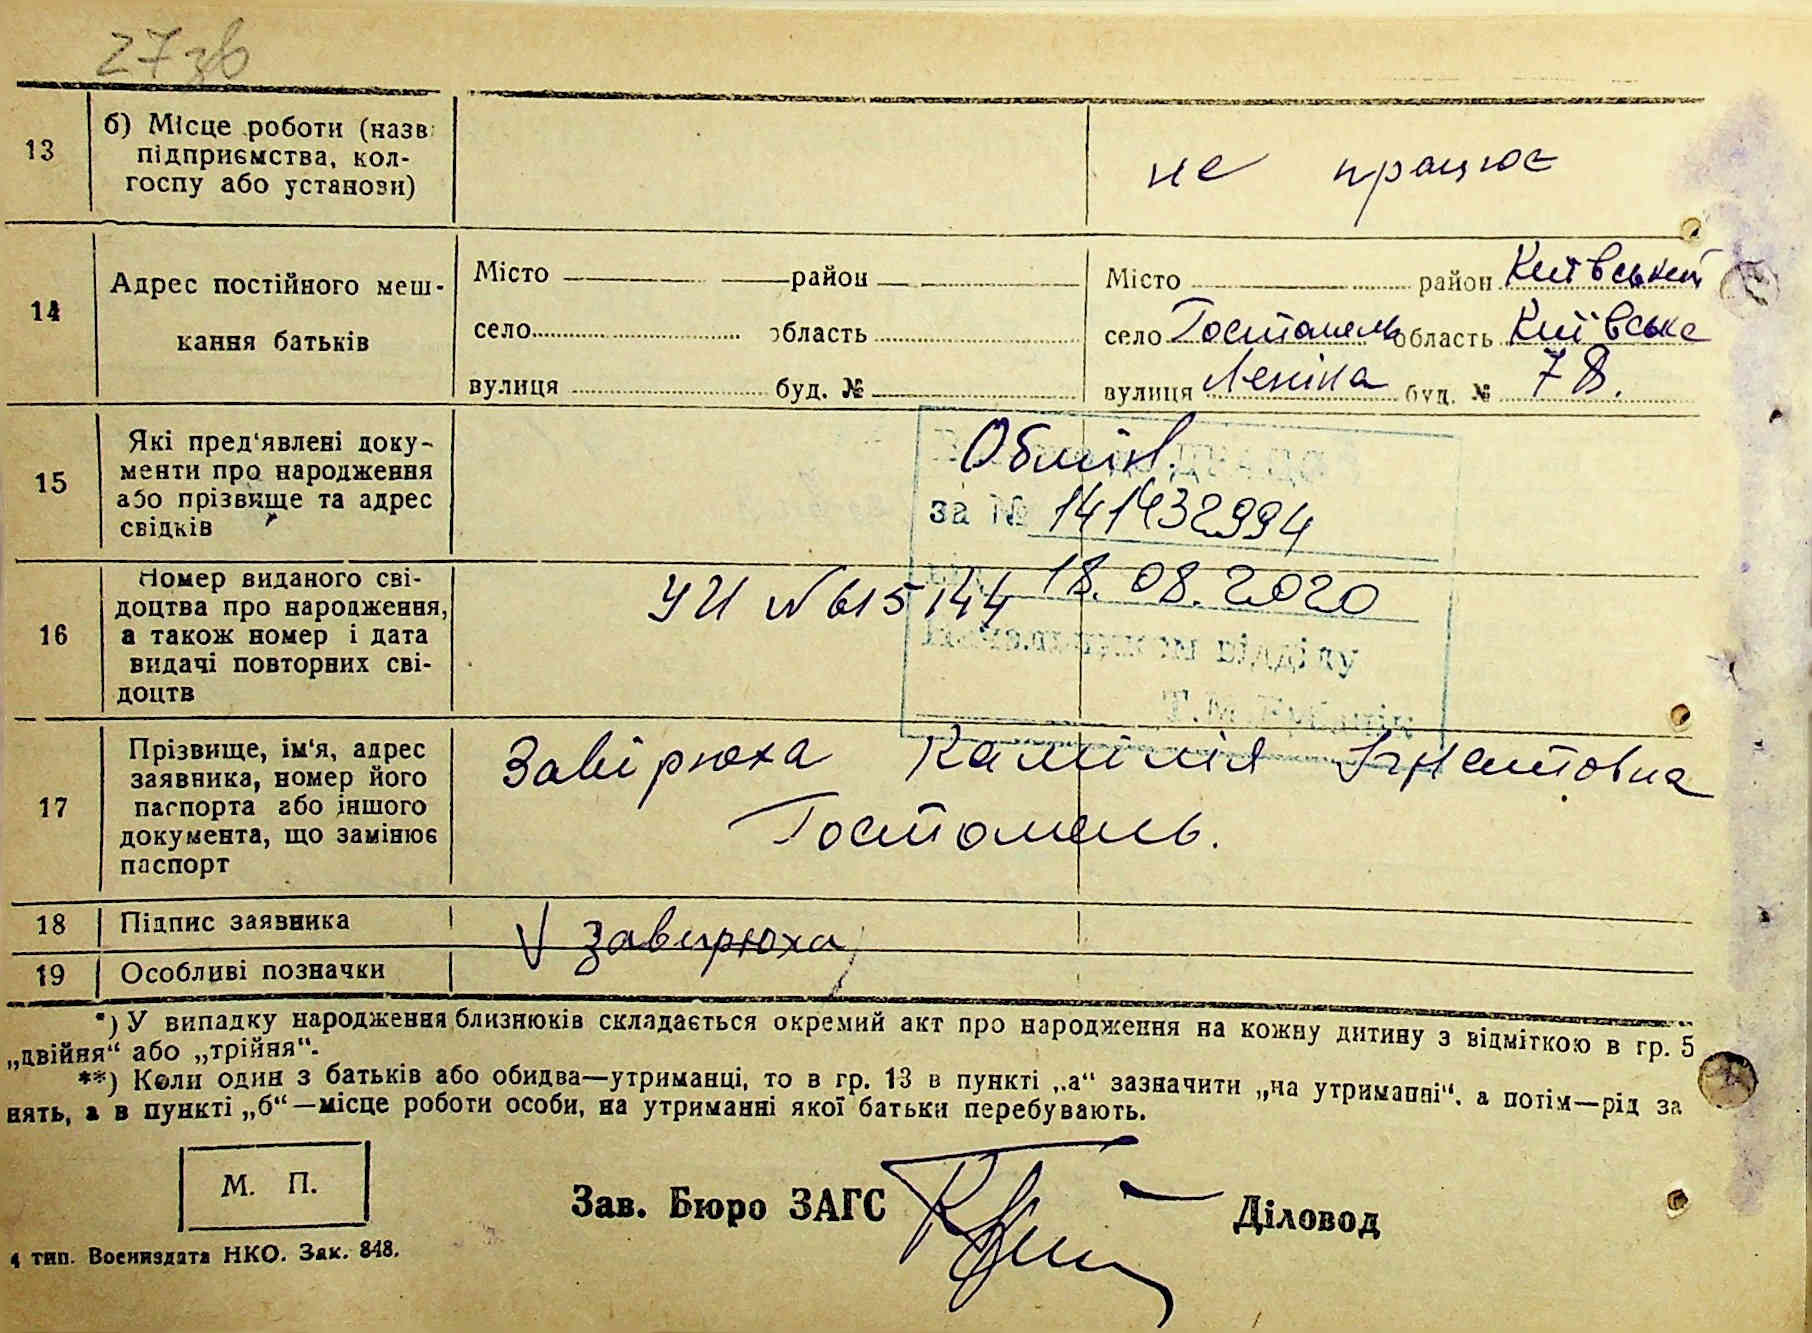 27зв
13
б) Місце роботи (назв
підприємства, кол-
госпу або установи)
не працює
14
Адрес постійного меш-
кання батьків
Місто район
село область
вулиця буд. №
Місто район Київський
село Гостомель область Київське
вулиця Леніна буд. № 78.
15
Які пред'явлені доку-
менти про народження
або прізвище та адрес
свідків
Обмін.
за № 141432994
16
Номер виданого сві-
доцтва про народження,
а також номер і дата
видачі повторних сві-
доцтв
УИ № 615144
18.08.2020
17
Прізвище, ім'я, адрес
заявника, номер його
паспорта або іншого
документа, що замінює
паспорт
Завірюха Камілія Ігнатовна
Гостомель.
18
Підпис заявника
V Завирюха
19
Особливі позначки
*) У випадку народження близнюків складається окремий акт про народження на кожну дитину з відміткою в гр. 5
„двійня“ або „трійня“.
**) Коли один з батьків або обидва—утриманці, то в гр. 13 в пункті „а“ зазначити „на утриманні“. а потім—рід за
нять, а в пункті „б“—місце роботи особи, на утриманні якої батьки перебувають.
М. П.
Зав. Бюро ЗАГС
Діловод
4 тип. Воениздата НКО. Зак. 848.